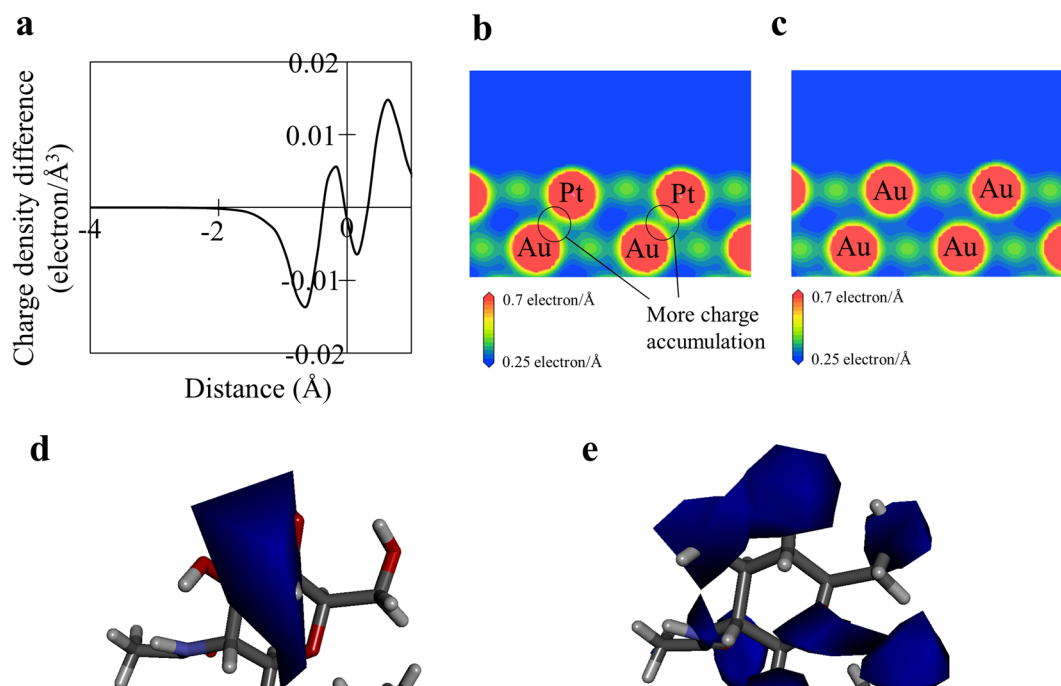 a
Charge density difference
(electron/Å³)
0.02
0.01
-4
-2
0
-0.01
-0.02
Distance (Å)
b
Pt
Pt
Au
Au
0.7 electron/Å
0.25 electron/Å
More charge
accumulation
c
Au
Au
Au
Au
0.7 electron/Å
0.25 electron/Å
d
e